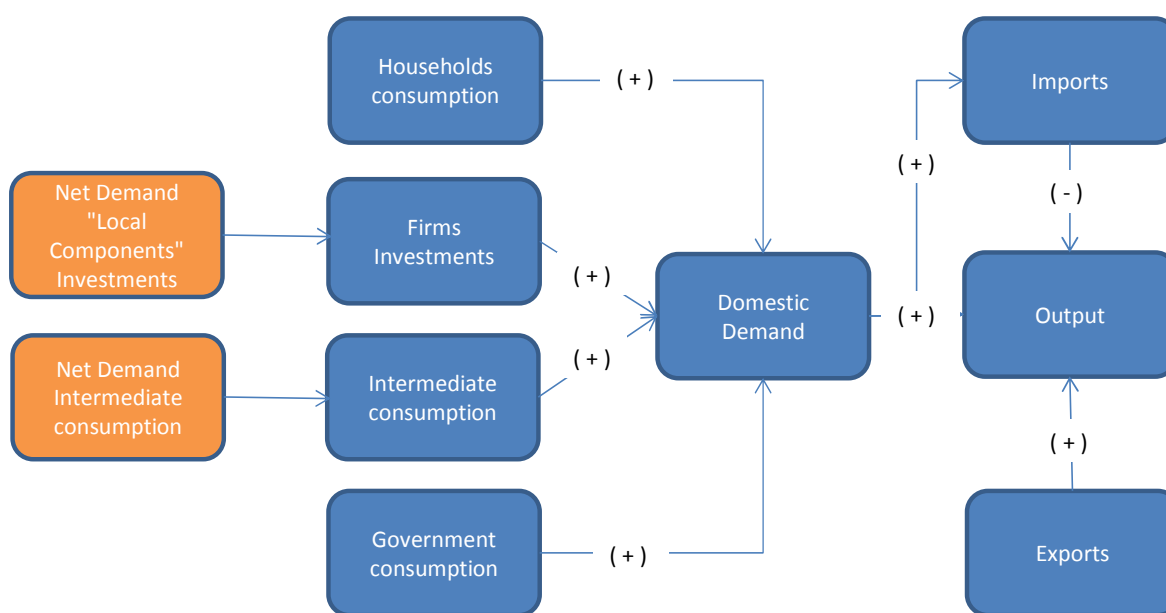 Households
consumption
( + )
Imports
( + )
( - )
Net Demand
"Local
Components"
Investments
Firms
Investments
( + )
Domestic
Demand
( + )
Output
Net Demand
Intermediate
consumption
Intermediate
consumption
( + )
( + )
Government
consumption
( + )
Exports